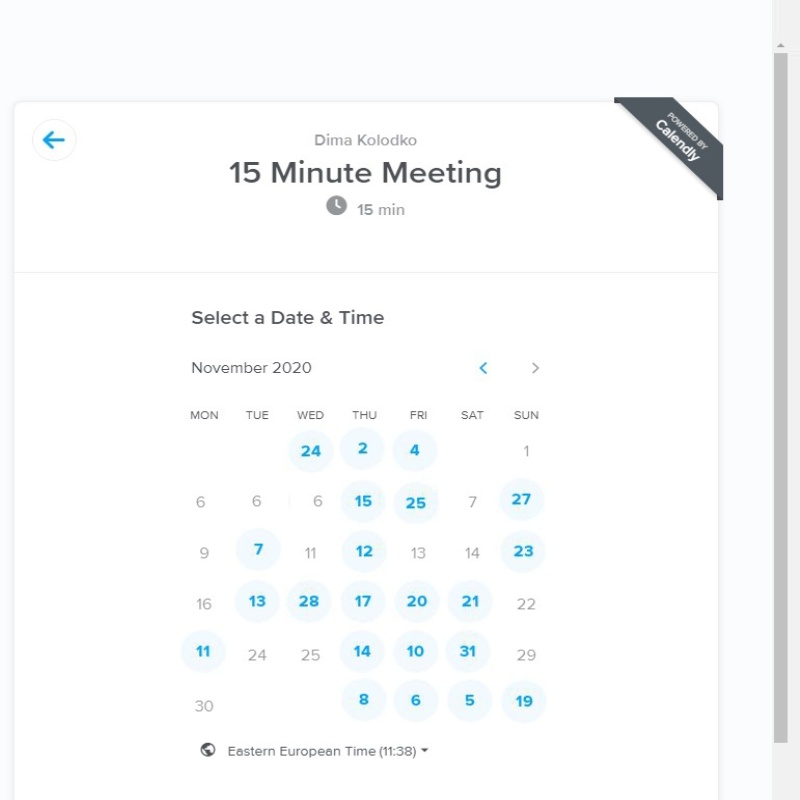 POWERED BY
Calendly
Dima Kolodko
15 Minute Meeting
15 min
Select a Date & Time
November 2020
MON TUE WED THU FRI SAT SUN
24 2 4 1
6 6 6 15 25 7 27
9 7 11 12 13 14 23
16 13 28 17 20 21 22
11 24 25 14 10 31 29
30 8 6 5 19
Eastern European Time (11:38)